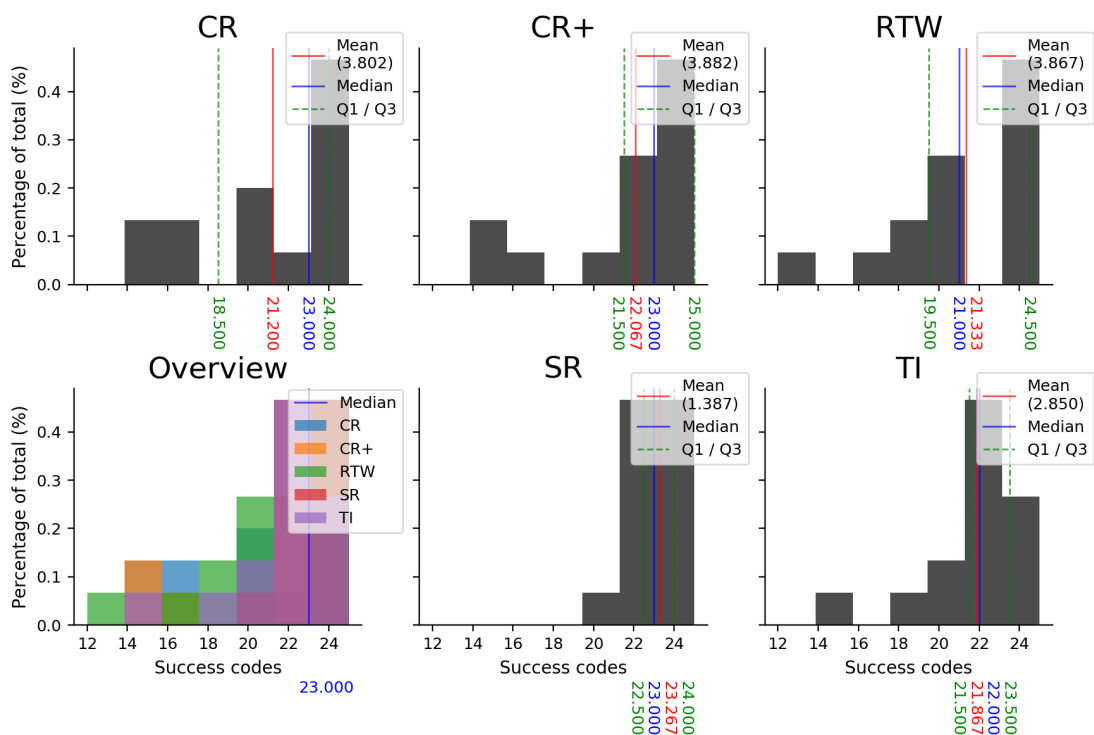 CR
CR+
RTW
Mean
(3.802)
Median
Q1 / Q3
Mean
(3.882)
Median
Q1 / Q3
Mean
(3.867)
Median
Q1 / Q3
Percentage of total (%)
0.4
0.3
0.2
0.1
0.0
18.500
21.200
23.000
24.000
21.500
22.067
23.000
25.000
19.500
21.000
21.333
24.500
Overview
SR
TI
Median
CR
CR+
RTW
SR
TI
Mean
(1.387)
Median
Q1 / Q3
Mean
(2.850)
Median
Q1 / Q3
Percentage of total (%)
0.4
0.3
0.2
0.1
0.0
12 14 16 18 20 22 24
12 14 16 18 20 22 24
12 14 16 18 20 22 24
Success codes
Success codes
Success codes
23.000
22.500
23.000
23.267
24.000
21.500
21.867
22.000
23.500